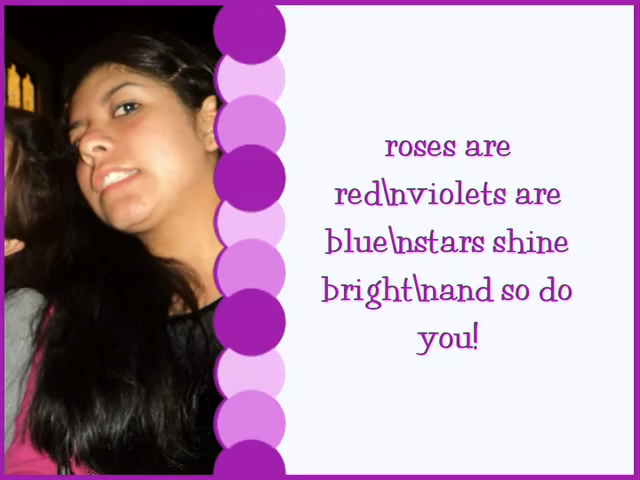 roses are
red\nviolets are
blue\nstars shine
bright\nand so do
you!